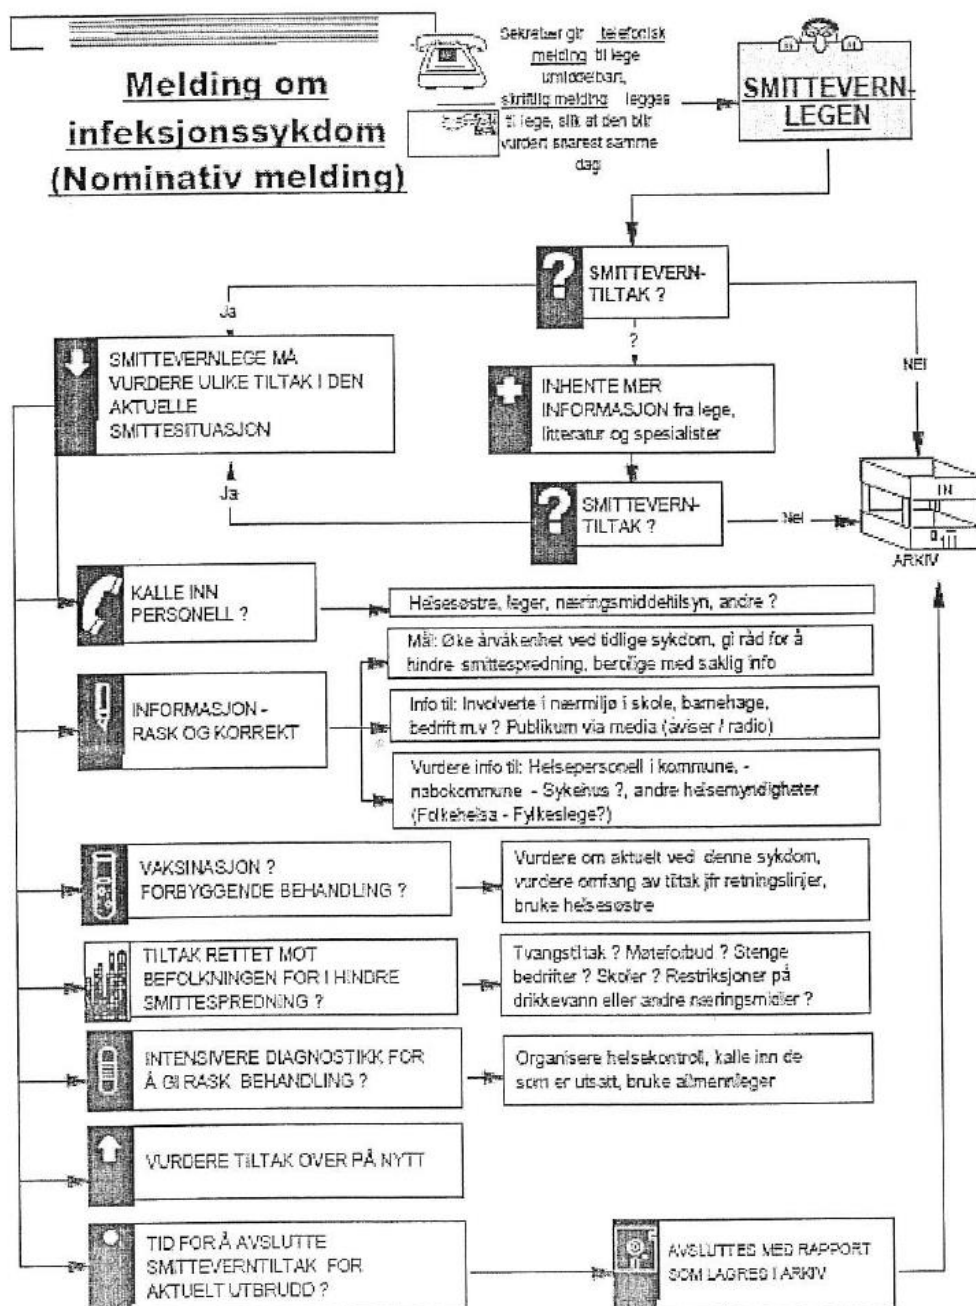 Melding om
infeksjonssykdom
(Nominativ melding)
Sekretær gir telefonisk
melding til lege
umiddelbart,
skriftlig melding legges
til lege, slik at den blir
vurdert snarest samme
dag
SMITTEVERN-
LEGEN
SMITTEVERN-
TILTAK ?
Ja
?
NEI
SMITTEVERNLEGE MÅ
VURDERE ULIKE TILTAK I DEN
AKTUELLE
SMITTESITUASJON
INHENTE MER
INFORMASJON fra lege,
litteratur og spesialister
Ja
SMITTEVERN-
TILTAK ?
Nei
IN
ARKIV
KALLE INN
PERSONELL ?
Helsesøstre, leger, næringsmiddeltilsyn, andre ?
Mål: Øke årvåkenhet ved tidlige sykdom, gi råd for å
hindre smittespredning, berolige med saklig info
INFORMASJON -
RASK OG KORREKT
Info til: Involverte i nærmiljø i skole, barnehage,
bedrift m.v ? Publikum via media (aviser / radio)
Vurdere info til: Helsepersonell i kommune, -
nabokommune - Sykehus ?, andre helsemyndigheter
(Folkehelsa - Fylkeslege?)
VAKSINASJON ?
FORBYGGENDE BEHANDLING ?
Vurdere om aktuelt ved denne sykdom,
vurdere omfang av tiltak jfr retningslinjer,
bruke helsesøstre
TILTAK RETTET MOT
BEFOLKNINGEN FOR I HINDRE
SMITTESPREDNING ?
Tvangstiltak ? Møteforbud ? Stenge
bedrifter ? Skoler ? Restriksjoner på
drikkevann eller andre næringsmidler ?
INTENSIVERE DIAGNOSTIKK FOR
Å GI RASK BEHANDLING ?
Organisere helsekontroll, kalle inn de
som er utsatt, bruke allmennleger
VURDERE TILTAK OVER PÅ NYTT
TID FOR Å AVSLUTTE
SMITTEVERNTILTAK FOR
AKTUELT UTBRUDD ?
AVSLUTTES MED RAPPORT
SOM LAGRES I ARKIV